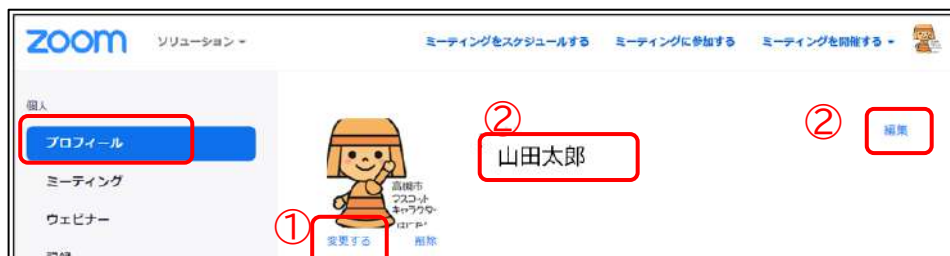 zoom ソリューション ミーティングをスケジュールする ミーティングに参加する ミーティングを開催する
個人
プロフィール
ミーティング
ウェビナー
②
山田太郎
②
編集
マスコット
キャラクター
①
変更する
削除